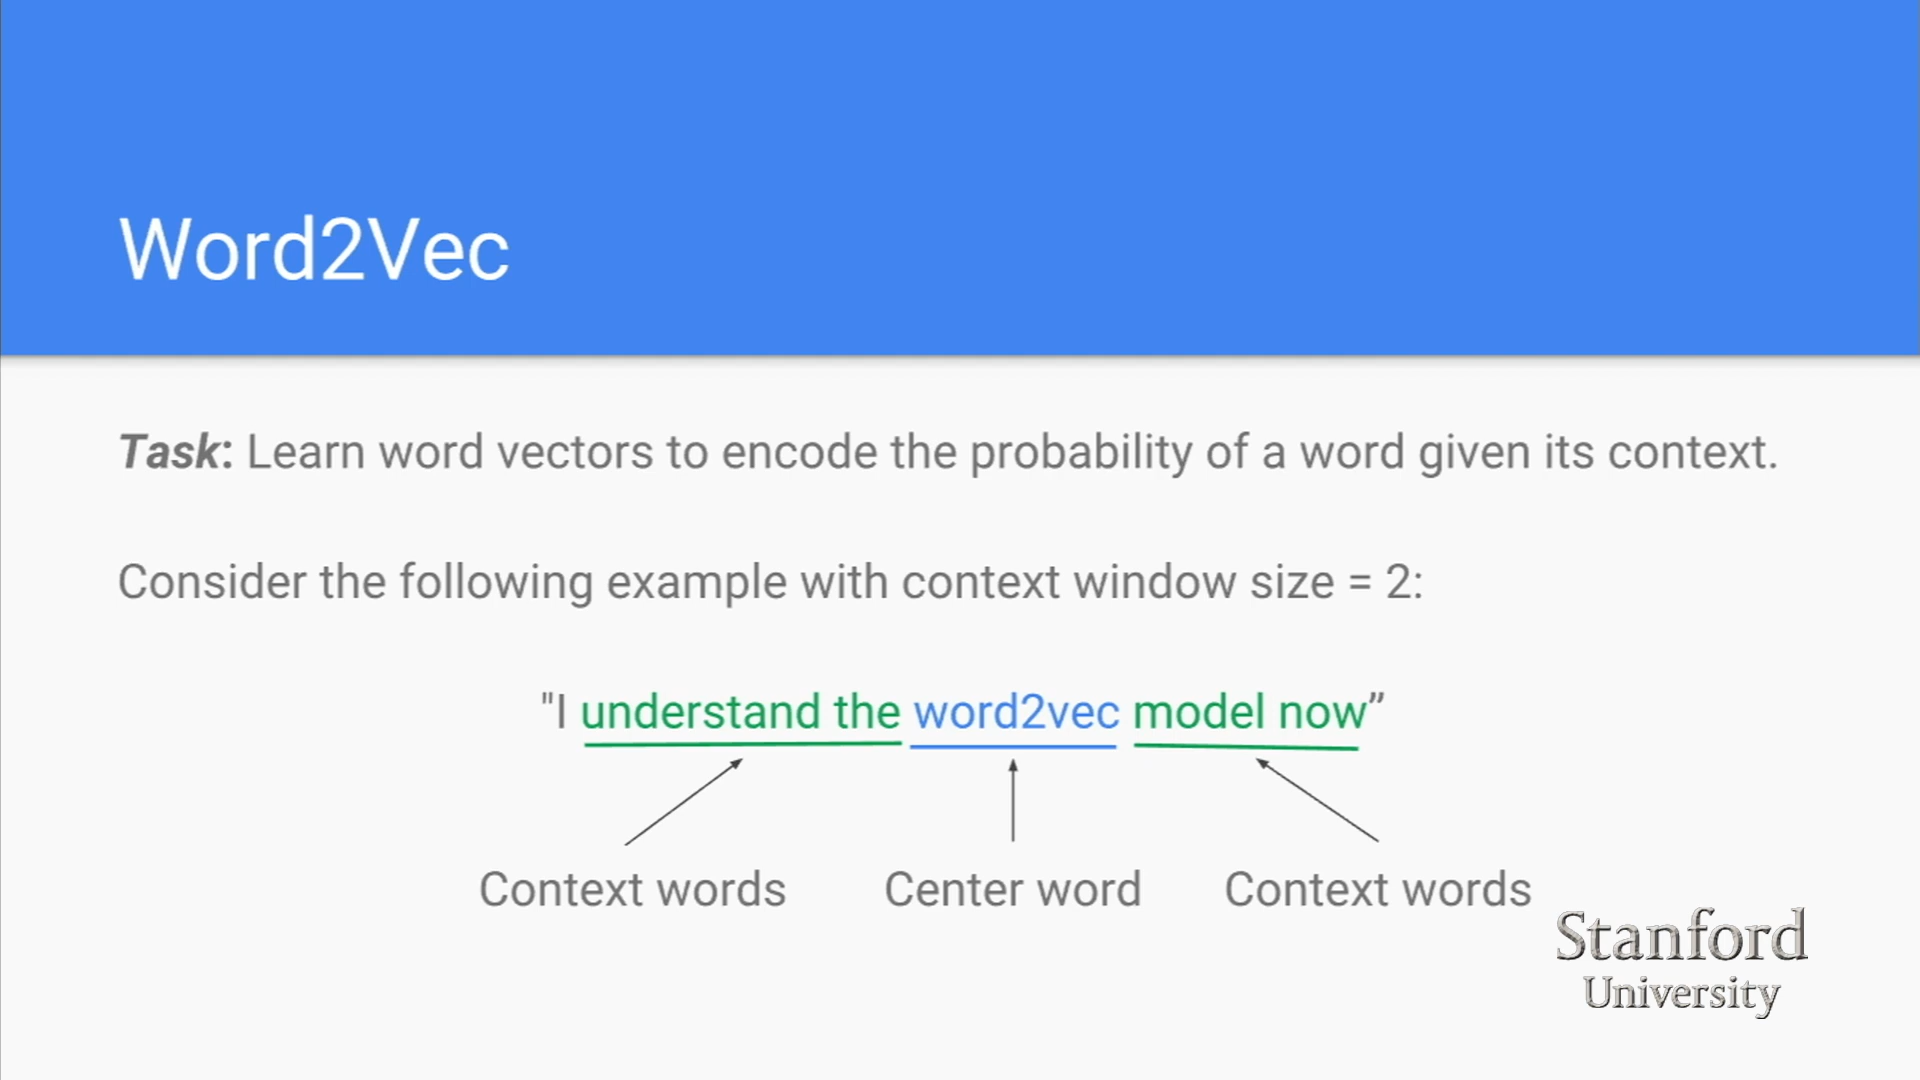 Word2Vec
Task: Learn word vectors to encode the probability of a word given its context.
Consider the following example with context window size = 2:
"I understand the word2vec model now”
Context words Center word Context words
Stanford
University